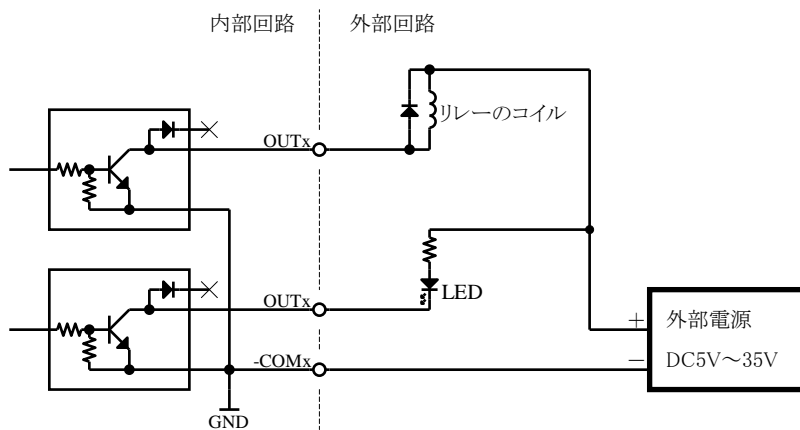 内部回路
外部回路
リレーのコイル
OUTx
LED
OUTx
+
外部電源
-COMx
−
DC5V～35V
GND